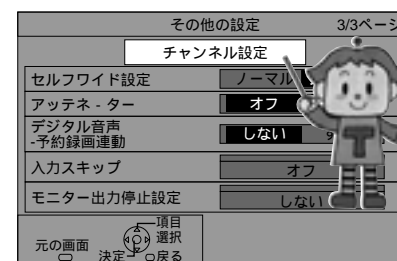 その他の設定 3/3ページ
チャンネル設定
セルフワイド設定 ノーマル
アッテネ-ター オフ
デジタル音声
-予約録画連動 しない
入力スキップ オフ
モニター出力停止設定 しない
項目
選択
元の画面 決定 戻る
T